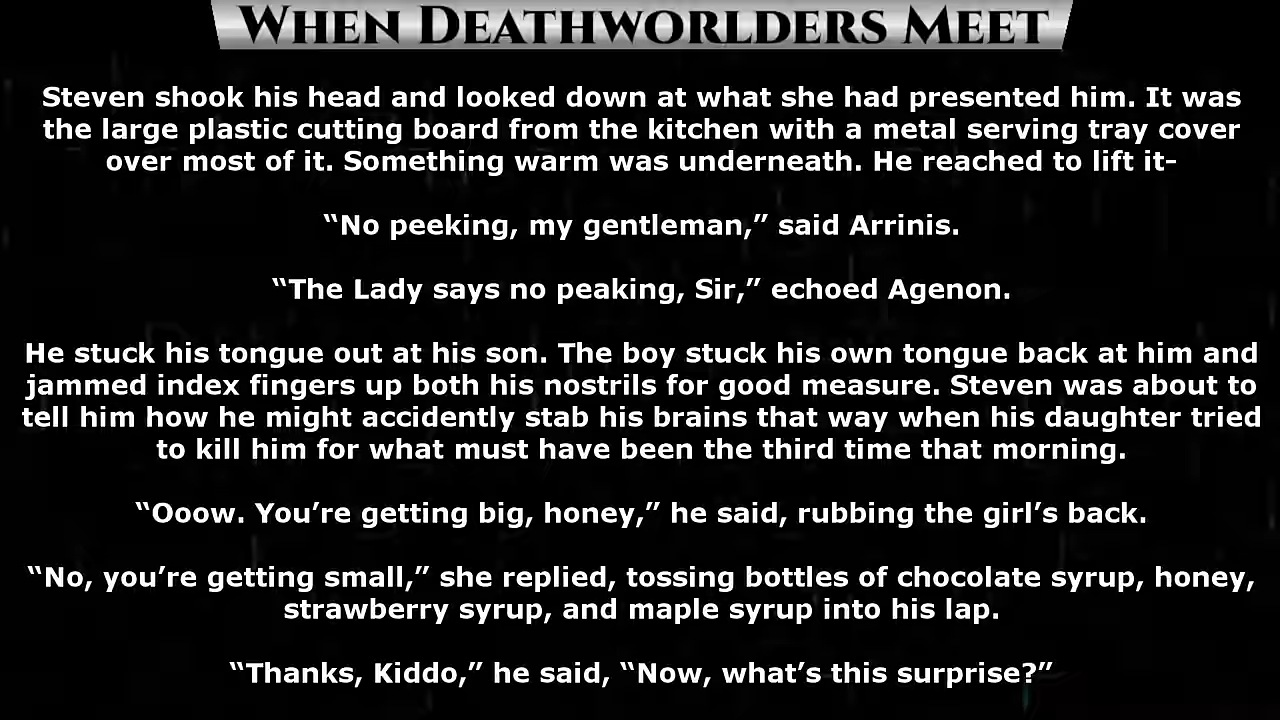 When Deathworlders Meet
Steven shook his head and looked down at what she had presented him. It was
the large plastic cutting board from the kitchen with a metal serving tray cover
over most of it. Something warm was underneath. He reached to lift it-
“No peeking, my gentleman,” said Arrinis.
“The Lady says no peaking, Sir,” echoed Agenon.
He stuck his tongue out at his son. The boy stuck his own tongue back at him and
jammed index fingers up both his nostrils for good measure. Steven was about to
tell him how he might accidently stab his brains that way when his daughter tried
to kill him for what must have been the third time that morning.
“Ooow. You’re getting big, honey,” he said, rubbing the girl’s back.
“No, you’re getting small,” she replied, tossing bottles of chocolate syrup, honey,
strawberry syrup, and maple syrup into his lap.
“Thanks, Kiddo,” he said, “Now, what’s this surprise?”